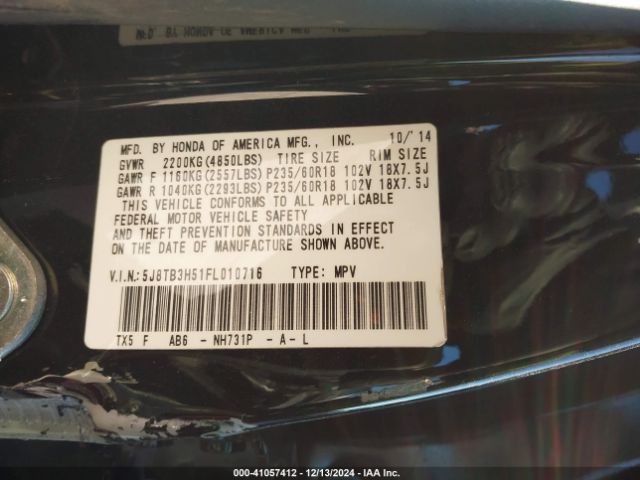 MFD. BY HONDA OF AMERICA MFG., INC. 10/'14
GVWR 2200KG(4850LBS) TIRE SIZE RIM SIZE
GAWR F 1160KG(2557LBS)P235/60R18 102V 18X7.5J
GAWR R 1040KG(2293LBS)P235/60R18 102V 18X7.5J
THIS VEHICLE CONFORMS TO ALL APPLICABLE
FEDERAL MOTOR VEHICLE SAFETY
AND THEFT PREVENTION STANDARDS IN EFFECT
ON THE DATE OF MANUFACTURE SHOWN ABOVE.
V.I.N.:5J8TB3H51FL010716 TYPE: MPV
TX5 F AB6 - NH731P - A - L
000-41057412 - 12/13/2024 - IAA Inc.